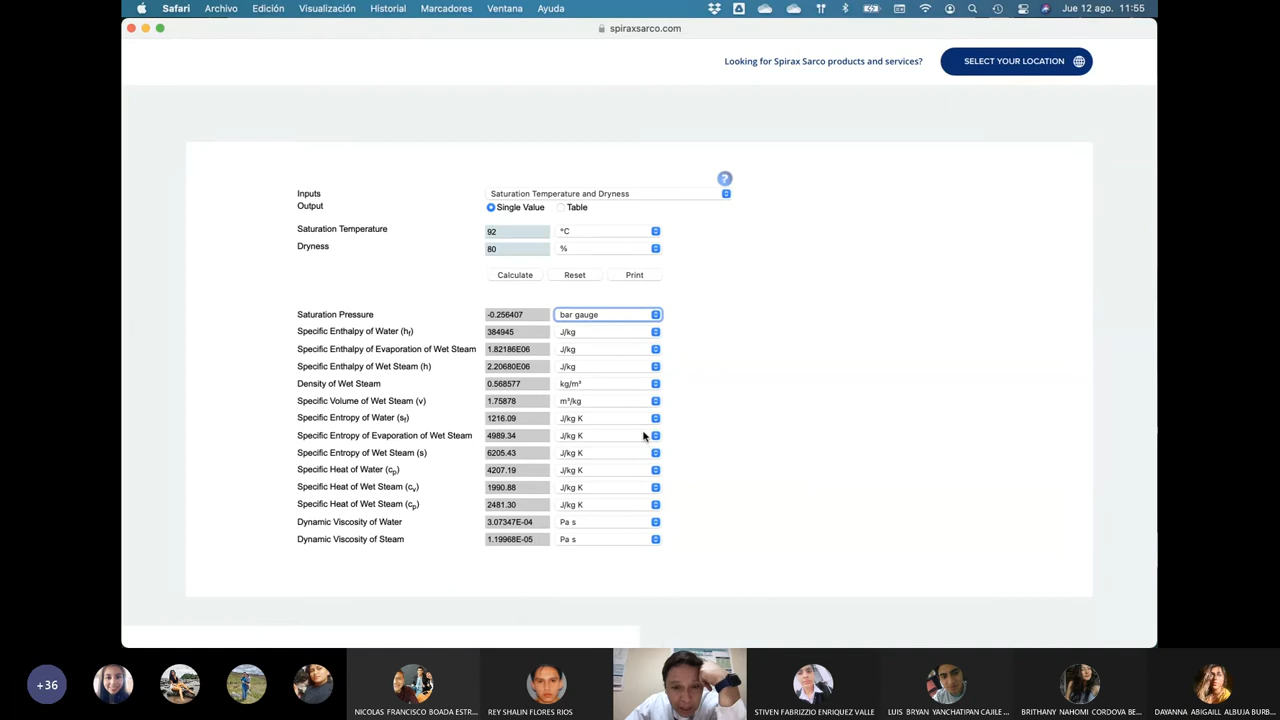 Safari Archivo Edición Visualización Historial Marcadores Ventana Ayuda Jue 12 ago. 11:55
spiraxsarco.com
Looking for Spirax Sarco products and services? SELECT YOUR LOCATION
?
Inputs Saturation Temperature and Dryness
Output Single Value Table
Saturation Temperature 92 °C
Dryness 80 %
Calculate Reset Print
Saturation Pressure -0.256407 bar gauge
Specific Enthalpy of Water (hf) 384945 J/kg
Specific Enthalpy of Evaporation of Wet Steam 1.82186E06 J/kg
Specific Enthalpy of Wet Steam (h) 2.20680E06 J/kg
Density of Wet Steam 0.568577 kg/m³
Specific Volume of Wet Steam (v) 1.75878 m³/kg
Specific Entropy of Water (sf) 1216.09 J/kg K
Specific Entropy of Evaporation of Wet Steam 4989.34 J/kg K
Specific Entropy of Wet Steam (s) 6205.43 J/kg K
Specific Heat of Water (cp) 4207.19 J/kg K
Specific Heat of Wet Steam (cv) 1990.88 J/kg K
Specific Heat of Wet Steam (cp) 2481.30 J/kg K
Dynamic Viscosity of Water 3.07347E-04 Pa s
Dynamic Viscosity of Steam 1.19968E-05 Pa s
+36
NICOLAS FRANCISCO BOADA ESTR... REY SHALIN FLORES RIOS STIVEN FABRIZZIO ENRIQUEZ VALLE LUIS BRYAN YANCHATIPAN CAJILE... BRITHANY NAHOMI CORDOVA BE... DAYANNA ABIGAILL ALBUJA BURB...